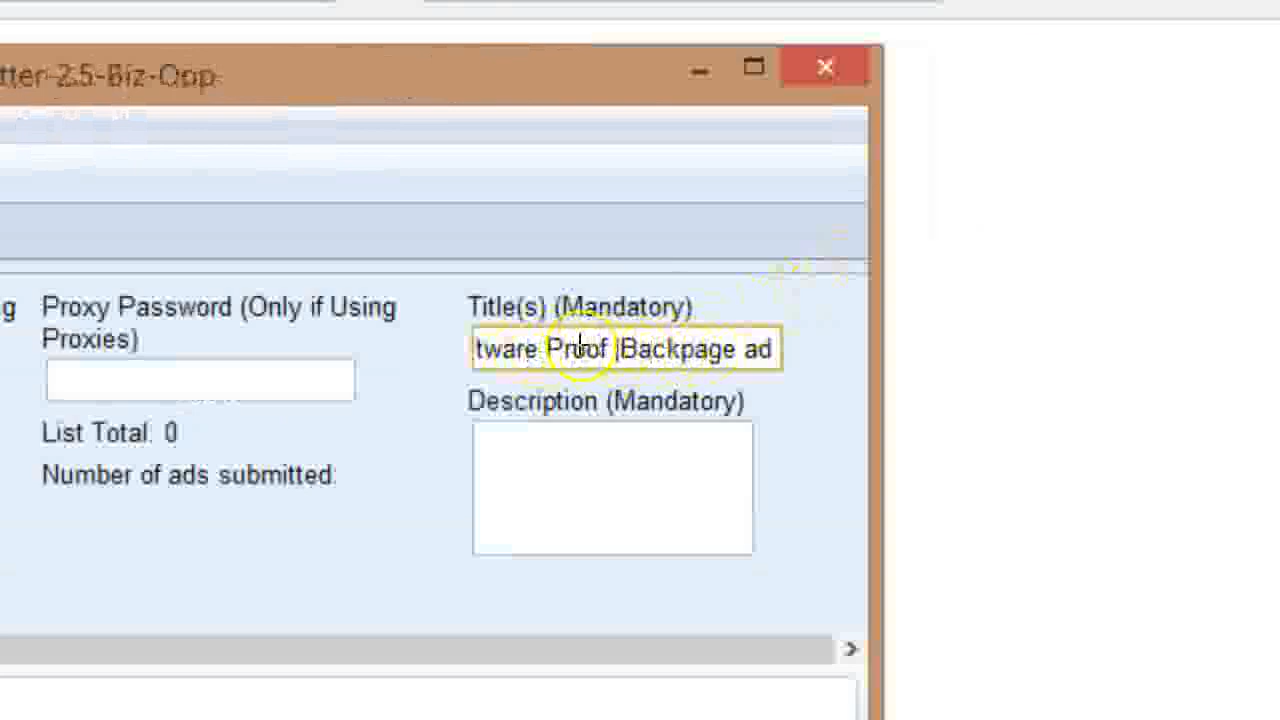 tter-2.5-Biz-Opp
g
Proxy Password (Only if Using
Proxies)
List Total: 0
Number of ads submitted:
Title(s) (Mandatory)
tware Proof |Backpage ad
Description (Mandatory)